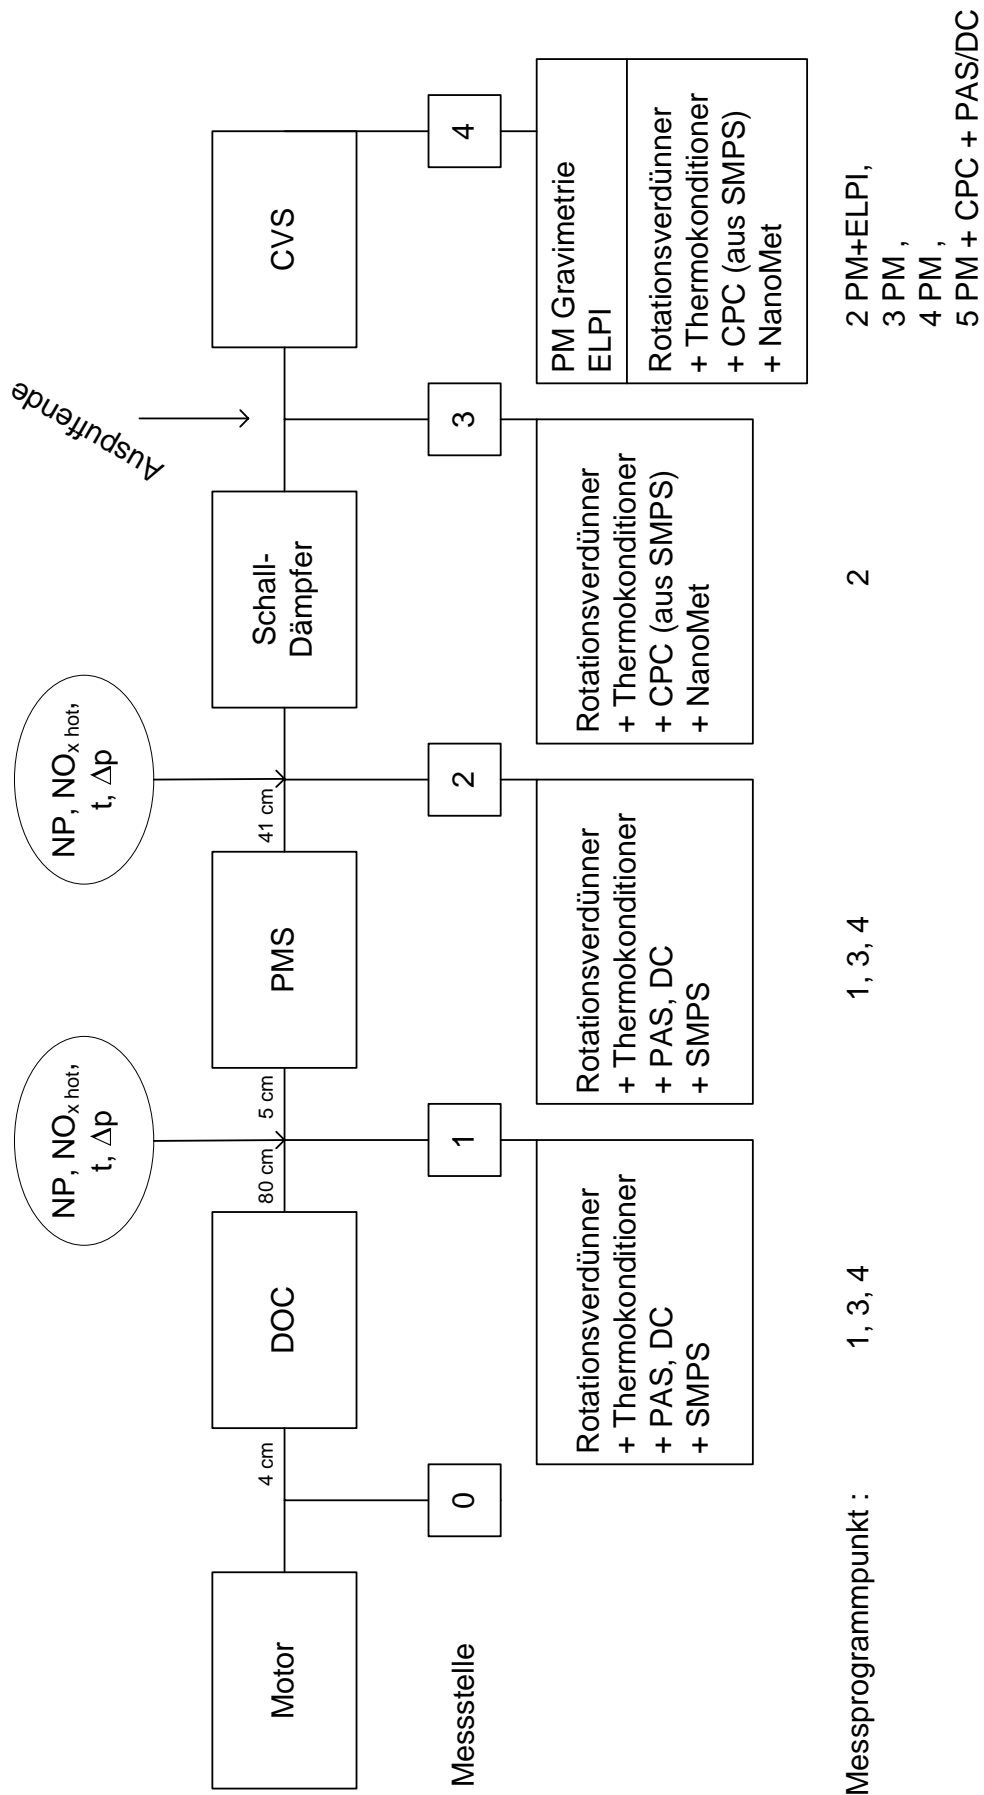 Auspuffende
NP, NOx hot,
t, Δp
NP, NOx hot,
t, Δp
Motor
4 cm
DOC
80 cm
5 cm
PMS
41 cm
Schall-
Dämpfer
CVS
Messstelle
0
1
2
3
4
Rotationsverdünner
+ Thermokonditioner
+ PAS, DC
+ SMPS
Rotationsverdünner
+ Thermokonditioner
+ PAS, DC
+ SMPS
Rotationsverdünner
+ Thermokonditioner
+ CPC (aus SMPS)
+ NanoMet
PM Gravimetrie
ELPI
Rotationsverdünner
+ Thermokonditioner
+ CPC (aus SMPS)
+ NanoMet
Messprogrammpunkt :
1, 3, 4
1, 3, 4
2
2 PM+ELPI,
3 PM ,
4 PM ,
5 PM + CPC + PAS/DC